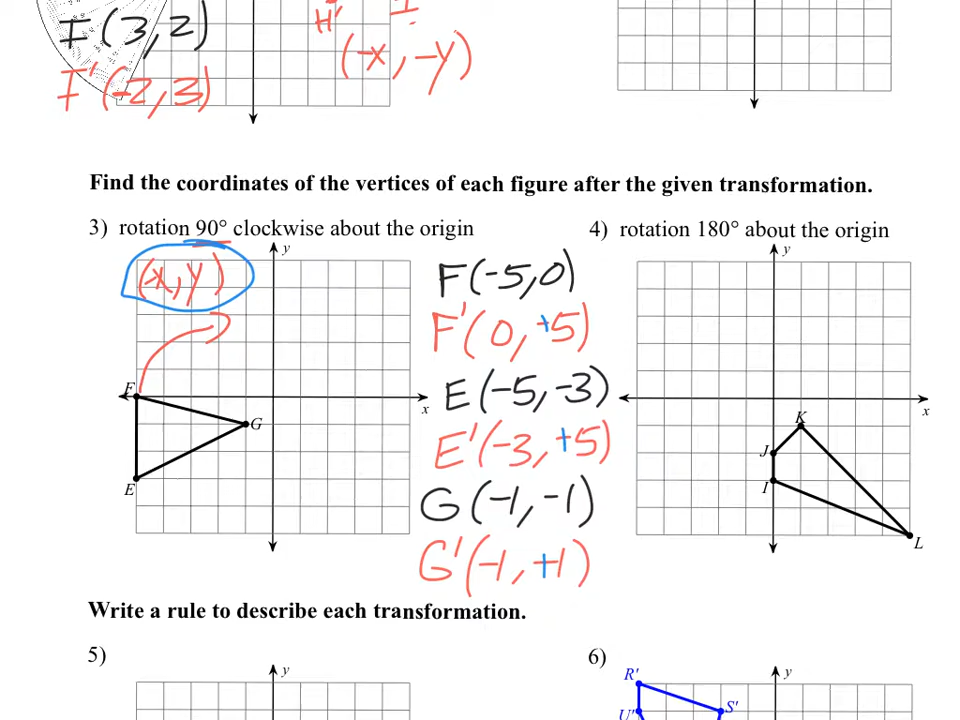 I(3,2)
I'(-2,3)
H'
(-x,-y)
Find the coordinates of the vertices of each figure after the given transformation.
3) rotation 90° clockwise about the origin
(x,y)
y
x
F
G
E
F(-5,0)
F'(0,+5)
E(-5,-3)
E'(-3,+5)
G(-1,-1)
G'(-1,+1)
4) rotation 180° about the origin
y
x
K
J
I
L
Write a rule to describe each transformation.
5)
y
6)
y
R'
S'
U'